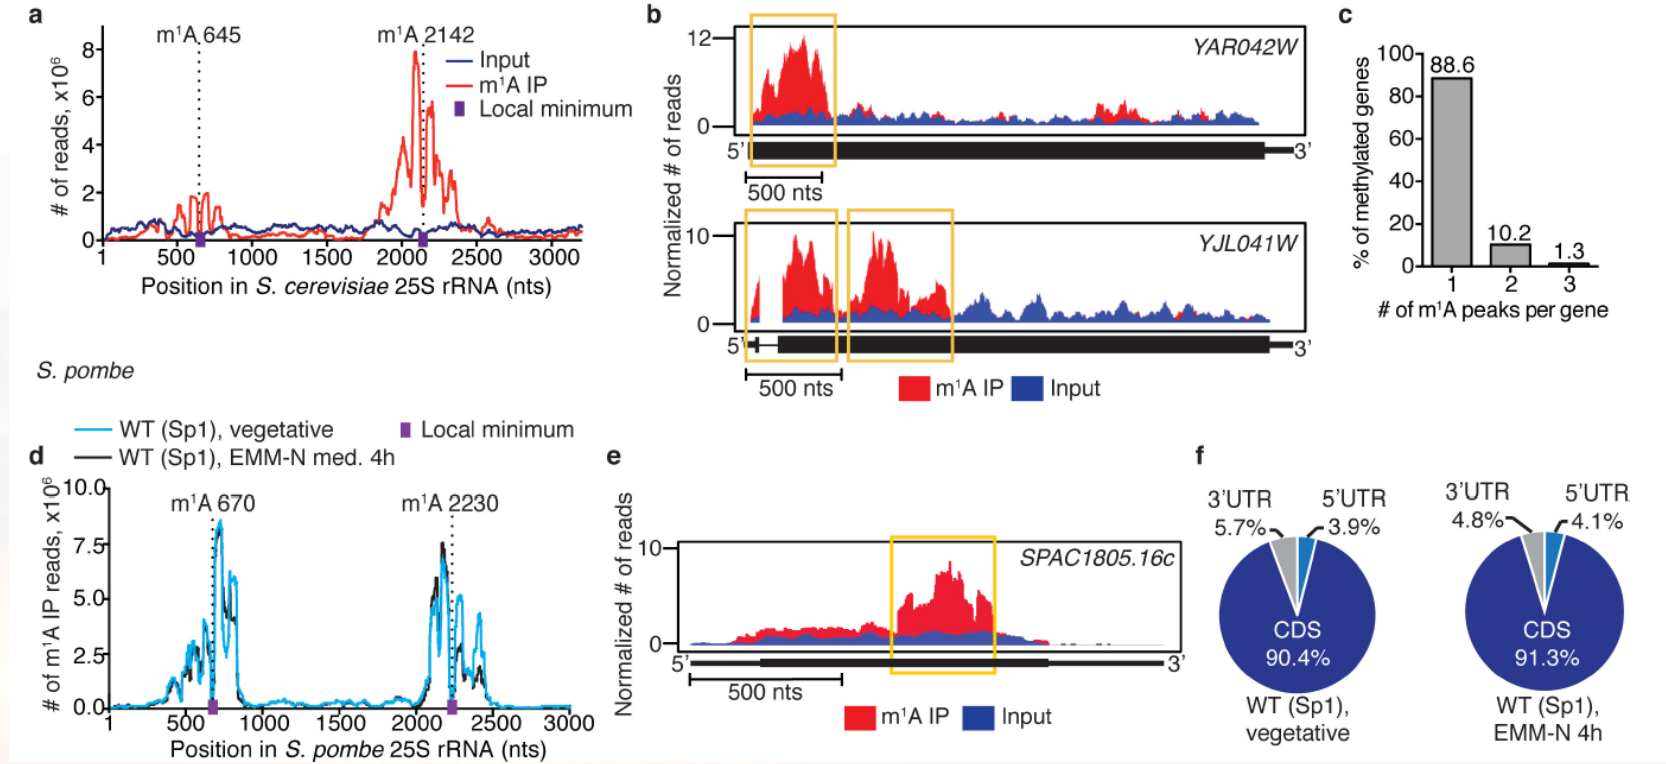 a
m¹A 645
m¹A 2142
Input
m¹A IP
Local minimum
# of reads, x10⁶
8
6
4
2
0
1
500
1000
1500
2000
2500
3000
Position in S. cerevisiae 25S rRNA (nts)
b
Normalized # of reads
12
0
YAR042W
5'
3'
500 nts
10
0
YJL041W
5'
3'
500 nts
m¹A IP
Input
c
% of methylated genes
100
80
60
40
20
0
88.6
10.2
1.3
1
2
3
# of m¹A peaks per gene
S. pombe
WT (Sp1), vegetative
WT (Sp1), EMM-N med. 4h
Local minimum
d
# of m¹A IP reads, x10⁶
10.0
7.5
5.0
2.5
0.0
m¹A 670
m¹A 2230
1
500
1000
1500
2000
2500
3000
Position in S. pombe 25S rRNA (nts)
e
Normalized # of reads
10
0
SPAC1805.16c
5'
3'
500 nts
m¹A IP
Input
f
3'UTR
5.7%
5'UTR
3.9%
CDS
90.4%
WT (Sp1),
vegetative
3'UTR
4.8%
5'UTR
4.1%
CDS
91.3%
WT (Sp1),
EMM-N 4h